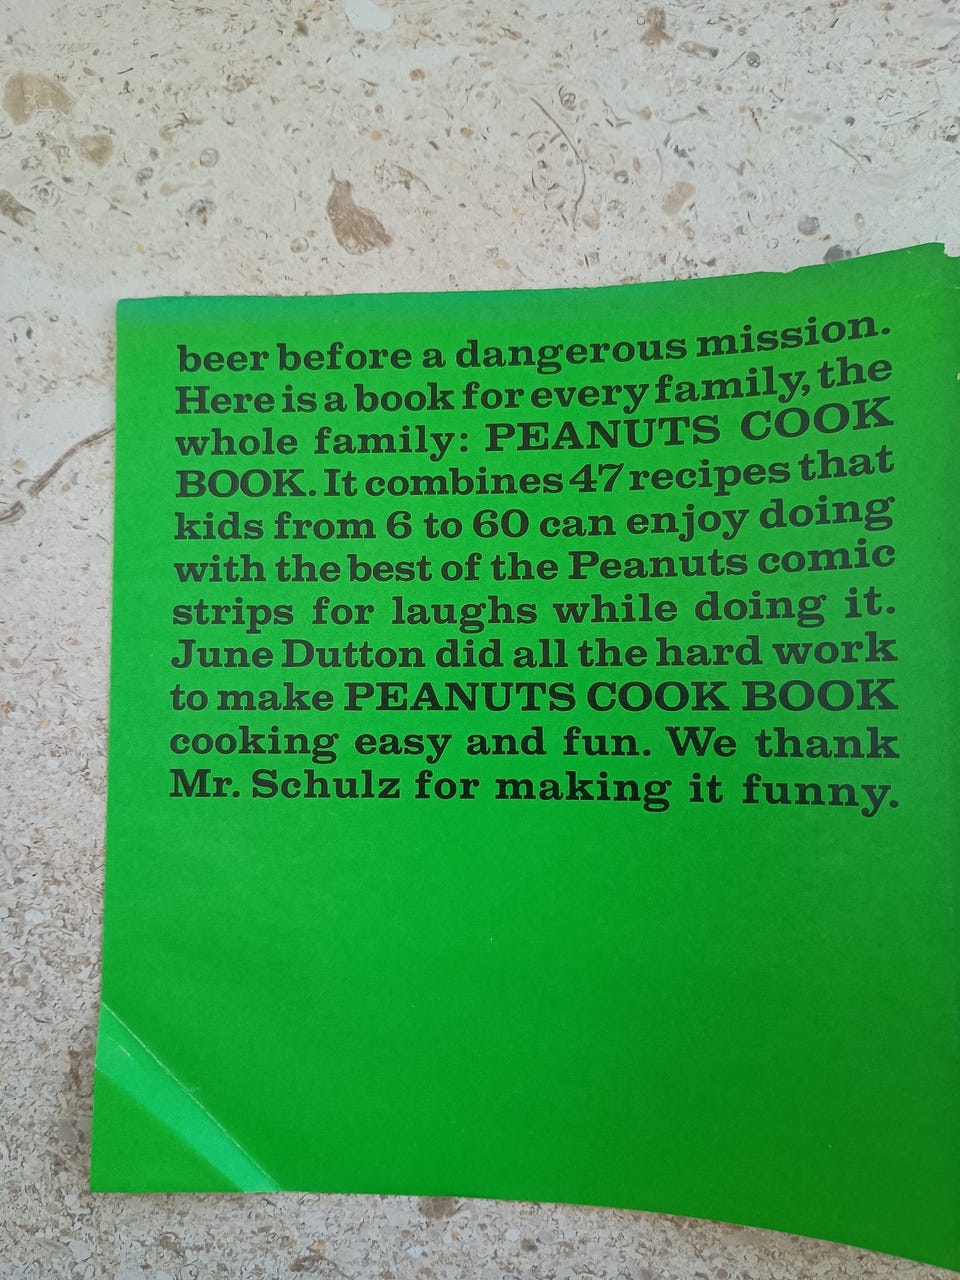 beer before a dangerous mission.
Here is a book for every family, the
whole family: PEANUTS COOK
BOOK. It combines 47 recipes that
kids from 6 to 60 can enjoy doing
with the best of the Peanuts comic
strips for laughs while doing it.
June Dutton did all the hard work
to make PEANUTS COOK BOOK
cooking easy and fun. We thank
Mr. Schulz for making it funny.